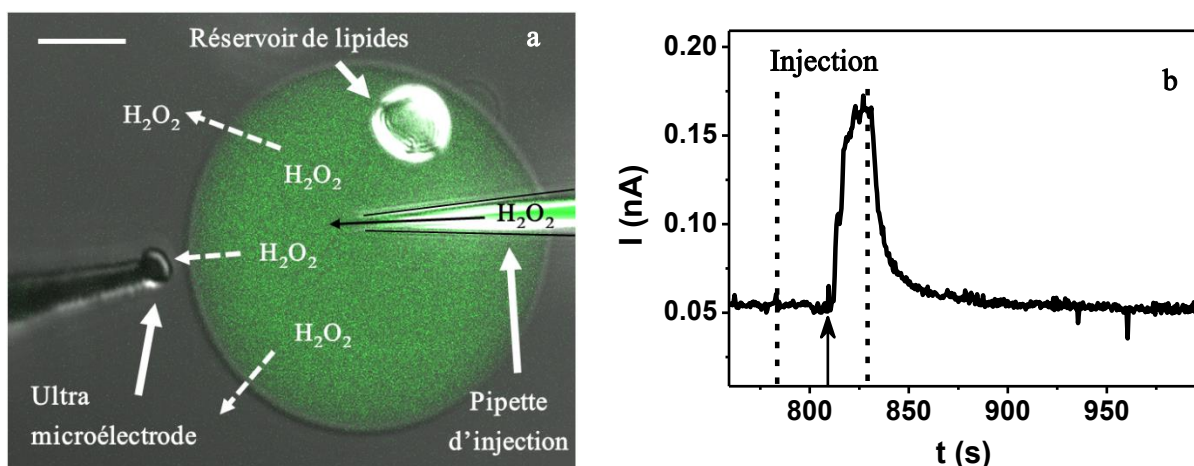 Réservoir de lipides
a
H₂O₂
H₂O₂
H₂O₂
H₂O₂
H₂O₂
Ultra
microélectrode
Pipette
d’injection
b
Injection
I (nA)
0.20
0.15
0.10
0.05
800
850
900
950
t (s)